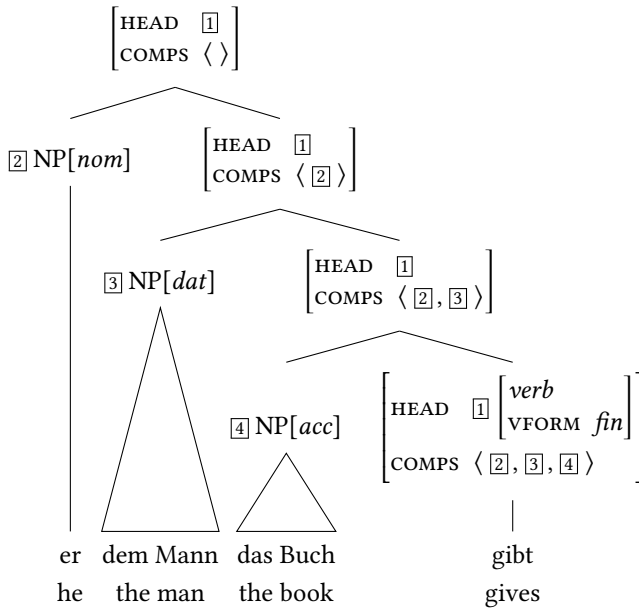 HEAD 1
COMPS ⟨ ⟩
2 NP[nom]
HEAD 1
COMPS ⟨ 2 ⟩
3 NP[dat]
HEAD 1
COMPS ⟨ 2 , 3 ⟩
4 NP[acc]
HEAD 1 verb
VFORM fin
COMPS ⟨ 2 , 3 , 4 ⟩
er dem Mann das Buch gibt
he the man the book gives